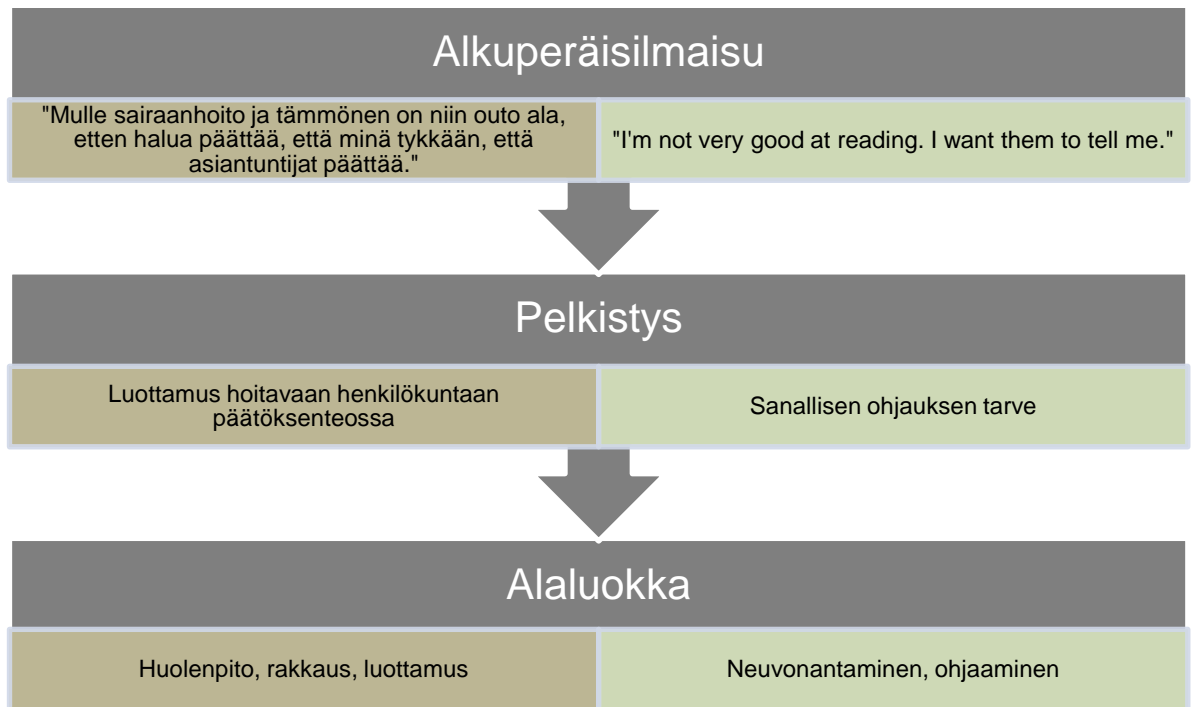 Alkuperäisilmaisu
"Mulle sairaanhoito ja tämmönen on niin outo ala,
etten halua päättää, että minä tykkään, että
asiantuntijat päättää."
"I'm not very good at reading. I want them to tell me."
Pelkistys
Luottamus hoitavaan henkilökuntaan
päätöksenteossa
Sanallisen ohjauksen tarve
Alaluokka
Huolenpito, rakkaus, luottamus
Neuvonantaminen, ohjaaminen